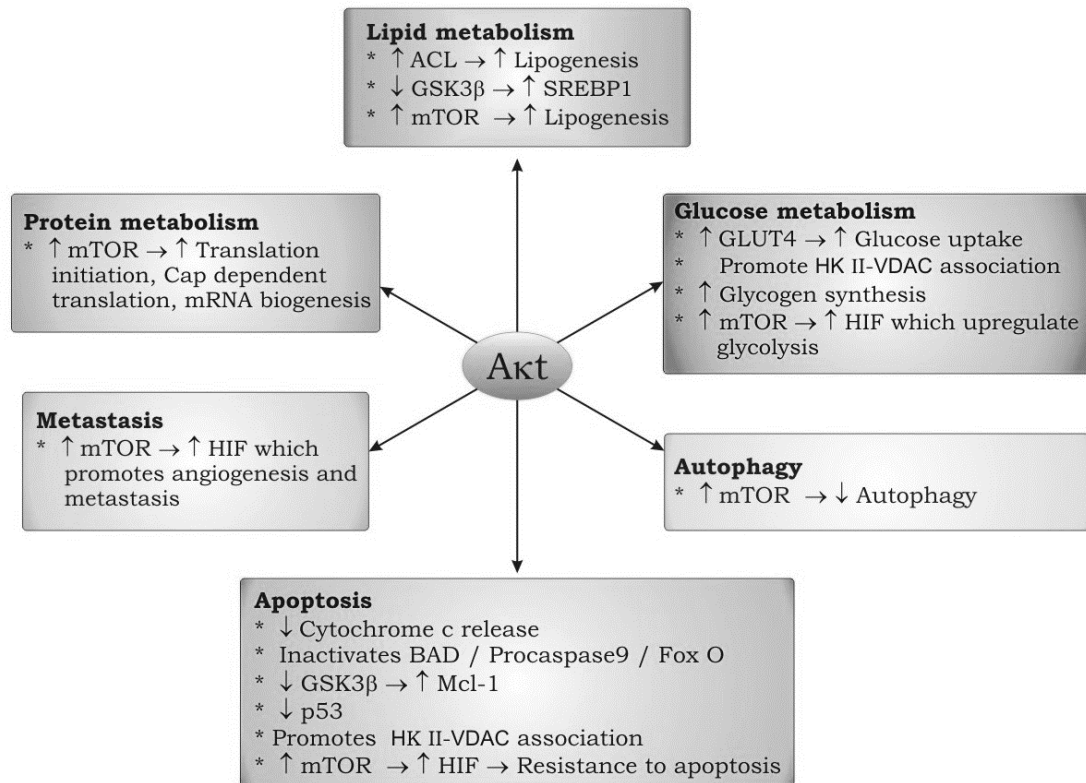 Lipid metabolism
* ↑ ACL → ↑ Lipogenesis
* ↓ GSK3β → ↑ SREBP1
* ↑ mTOR → ↑ Lipogenesis
Protein metabolism
* ↑ mTOR → ↑ Translation
initiation, Cap dependent
translation, mRNA biogenesis
Glucose metabolism
* ↑ GLUT4 → ↑ Glucose uptake
* Promote HK II-VDAC association
* ↑ Glycogen synthesis
* ↑ mTOR → ↑ HIF which upregulate
glycolysis
Aκt
Metastasis
* ↑ mTOR → ↑ HIF which
promotes angiogenesis and
metastasis
Autophagy
* ↑ mTOR → ↓ Autophagy
Apoptosis
* ↓ Cytochrome c release
* Inactivates BAD / Procaspase9 / Fox O
* ↓ GSK3β → ↑ Mcl-1
* ↓ p53
* Promotes HK II-VDAC association
* ↑ mTOR → ↑ HIF → Resistance to apoptosis